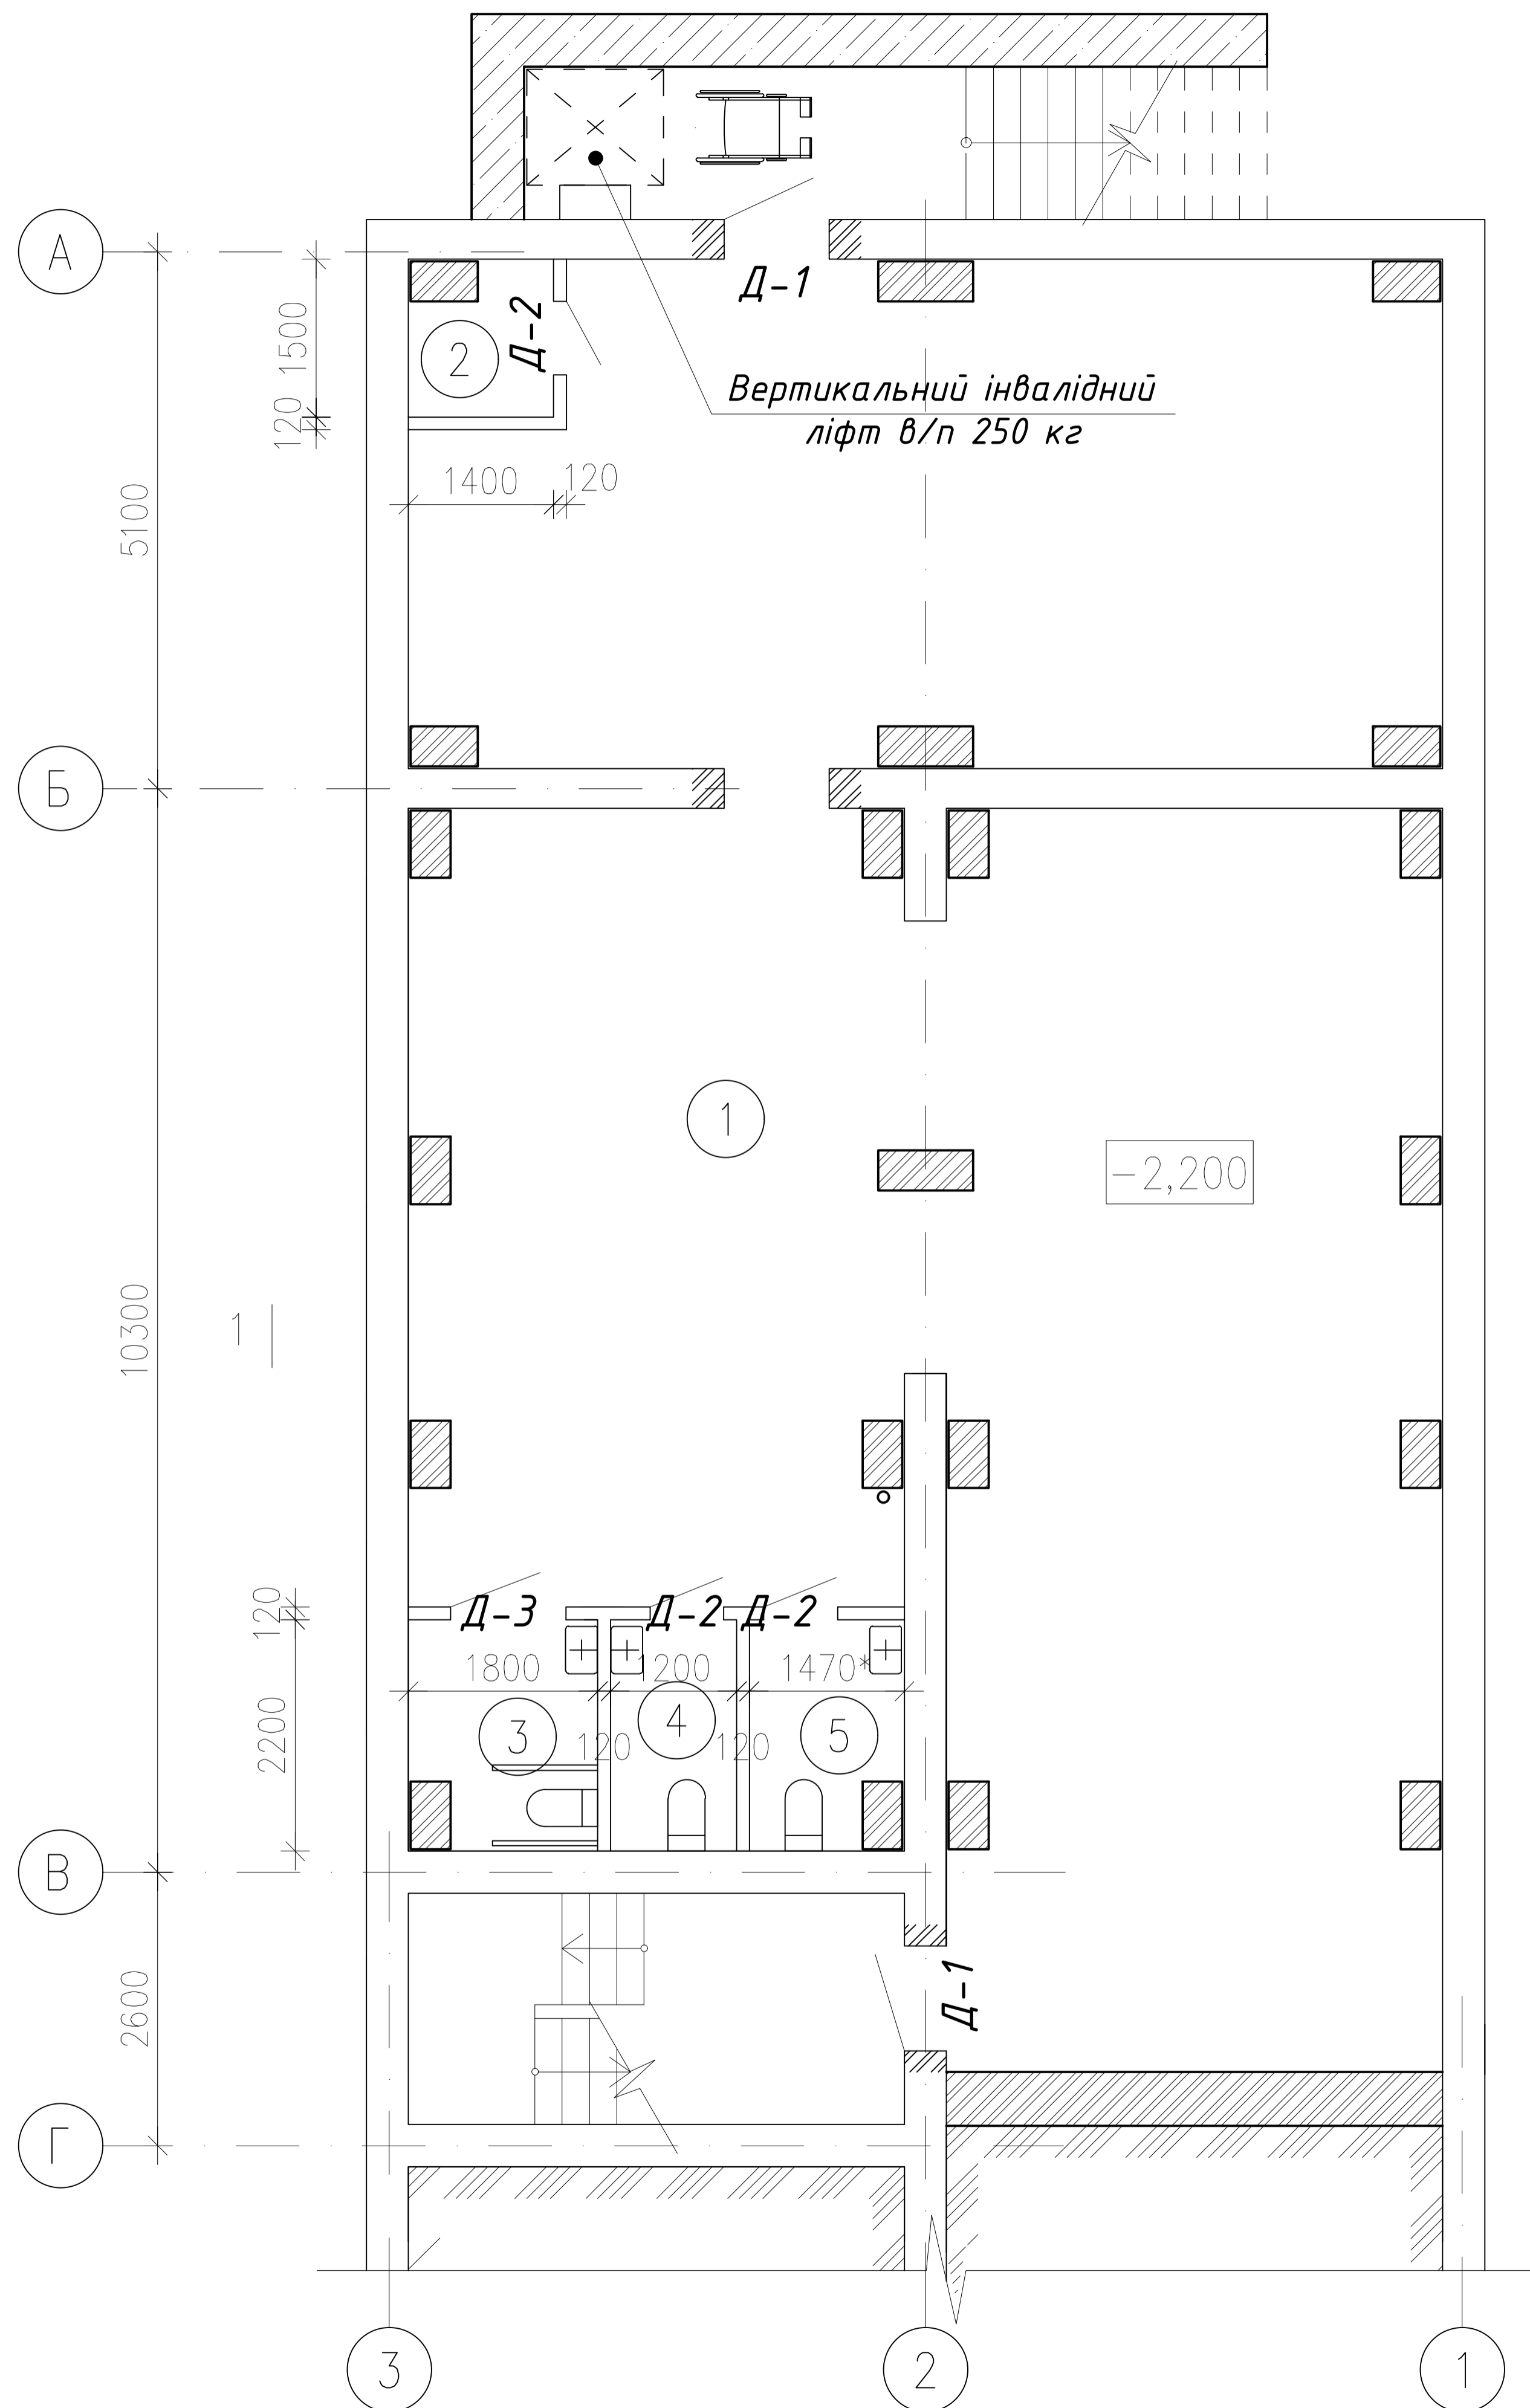 А
1500
Д-1
Д-2
2
Вертикальний інвалідний
ліфт в/п 250 кг
120
1400
120
5100
Б
1
-2,200
10300
1
120
Д-3
Д-2
Д-2
1800
1200
1470*
2200
3
4
5
120
120
В
Д-1
2600
Г
3
2
1